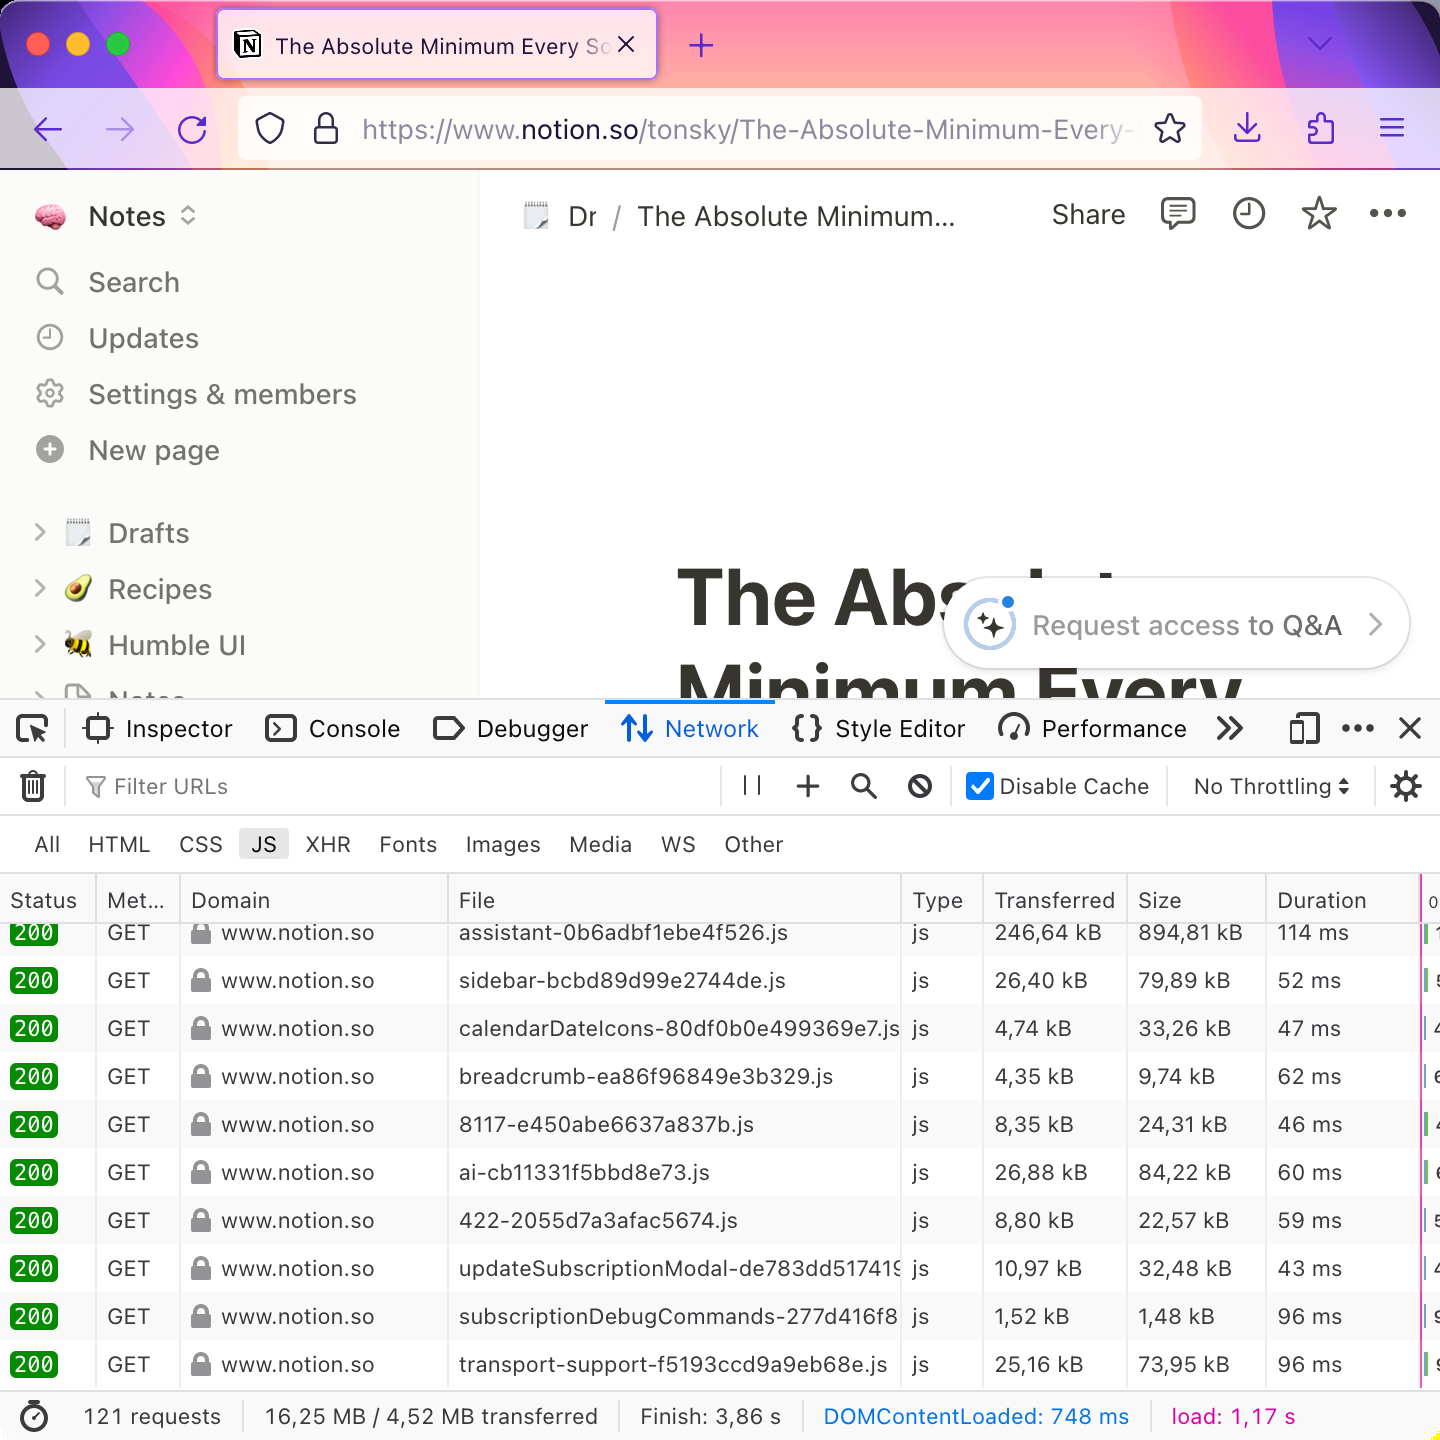 The Absolute Minimum Every So
https://www.notion.so/tonsky/The-Absolute-Minimum-Every-
Notes
Search
Updates
Settings & members
New page
Drafts
Recipes
Humble UI
Notes
Dr / The Absolute Minimum...
Share
The Absolute
Minimum Every
Request access to Q&A
Inspector Console Debugger Network Style Editor Performance
Filter URLs Disable Cache No Throttling
All HTML CSS JS XHR Fonts Images Media WS Other
Status Met... Domain File Type Transferred Size Duration 0
200 GET www.notion.so assistant-0b6adbf1ebe4f526.js js 246,64 kB 894,81 kB 114 ms
200 GET www.notion.so sidebar-bcbd89d99e2744de.js js 26,40 kB 79,89 kB 52 ms
200 GET www.notion.so calendarDateIcons-80df0b0e499369e7.js js 4,74 kB 33,26 kB 47 ms
200 GET www.notion.so breadcrumb-ea86f96849e3b329.js js 4,35 kB 9,74 kB 62 ms
200 GET www.notion.so 8117-e450abe6637a837b.js js 8,35 kB 24,31 kB 46 ms
200 GET www.notion.so ai-cb11331f5bbd8e73.js js 26,88 kB 84,22 kB 60 ms
200 GET www.notion.so 422-2055d7a3afac5674.js js 8,80 kB 22,57 kB 59 ms
200 GET www.notion.so updateSubscriptionModal-de783dd517419 js 10,97 kB 32,48 kB 43 ms
200 GET www.notion.so subscriptionDebugCommands-277d416f8 js 1,52 kB 1,48 kB 96 ms
200 GET www.notion.so transport-support-f5193ccd9a9eb68e.js js 25,16 kB 73,95 kB 96 ms
121 requests 16,25 MB / 4,52 MB transferred Finish: 3,86 s DOMContentLoaded: 748 ms load: 1,17 s